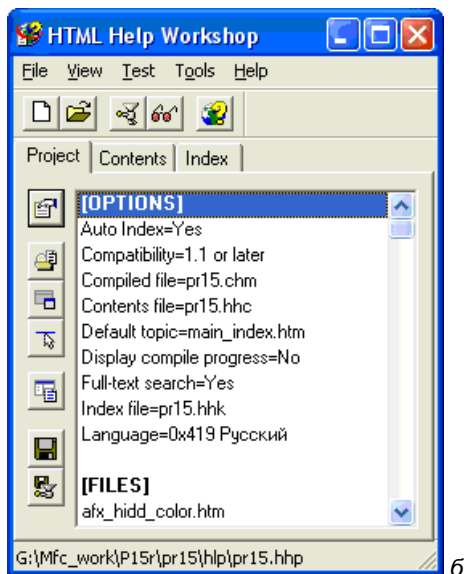 HTML Help Workshop
File View Test Tools Help
Project Contents Index
[OPTIONS]
Auto Index=Yes
Compatibility=1.1 or later
Compiled file=pr15.chm
Contents file=pr15.hhc
Default topic=main_index.htm
Display compile progress=No
Full-text search=Yes
Index file=pr15.hhk
Language=0x419 Русский
[FILES]
afx_hidd_color.htm
G:\Mfc_work\P15r\pr15\hlp\pr15.hhp
б